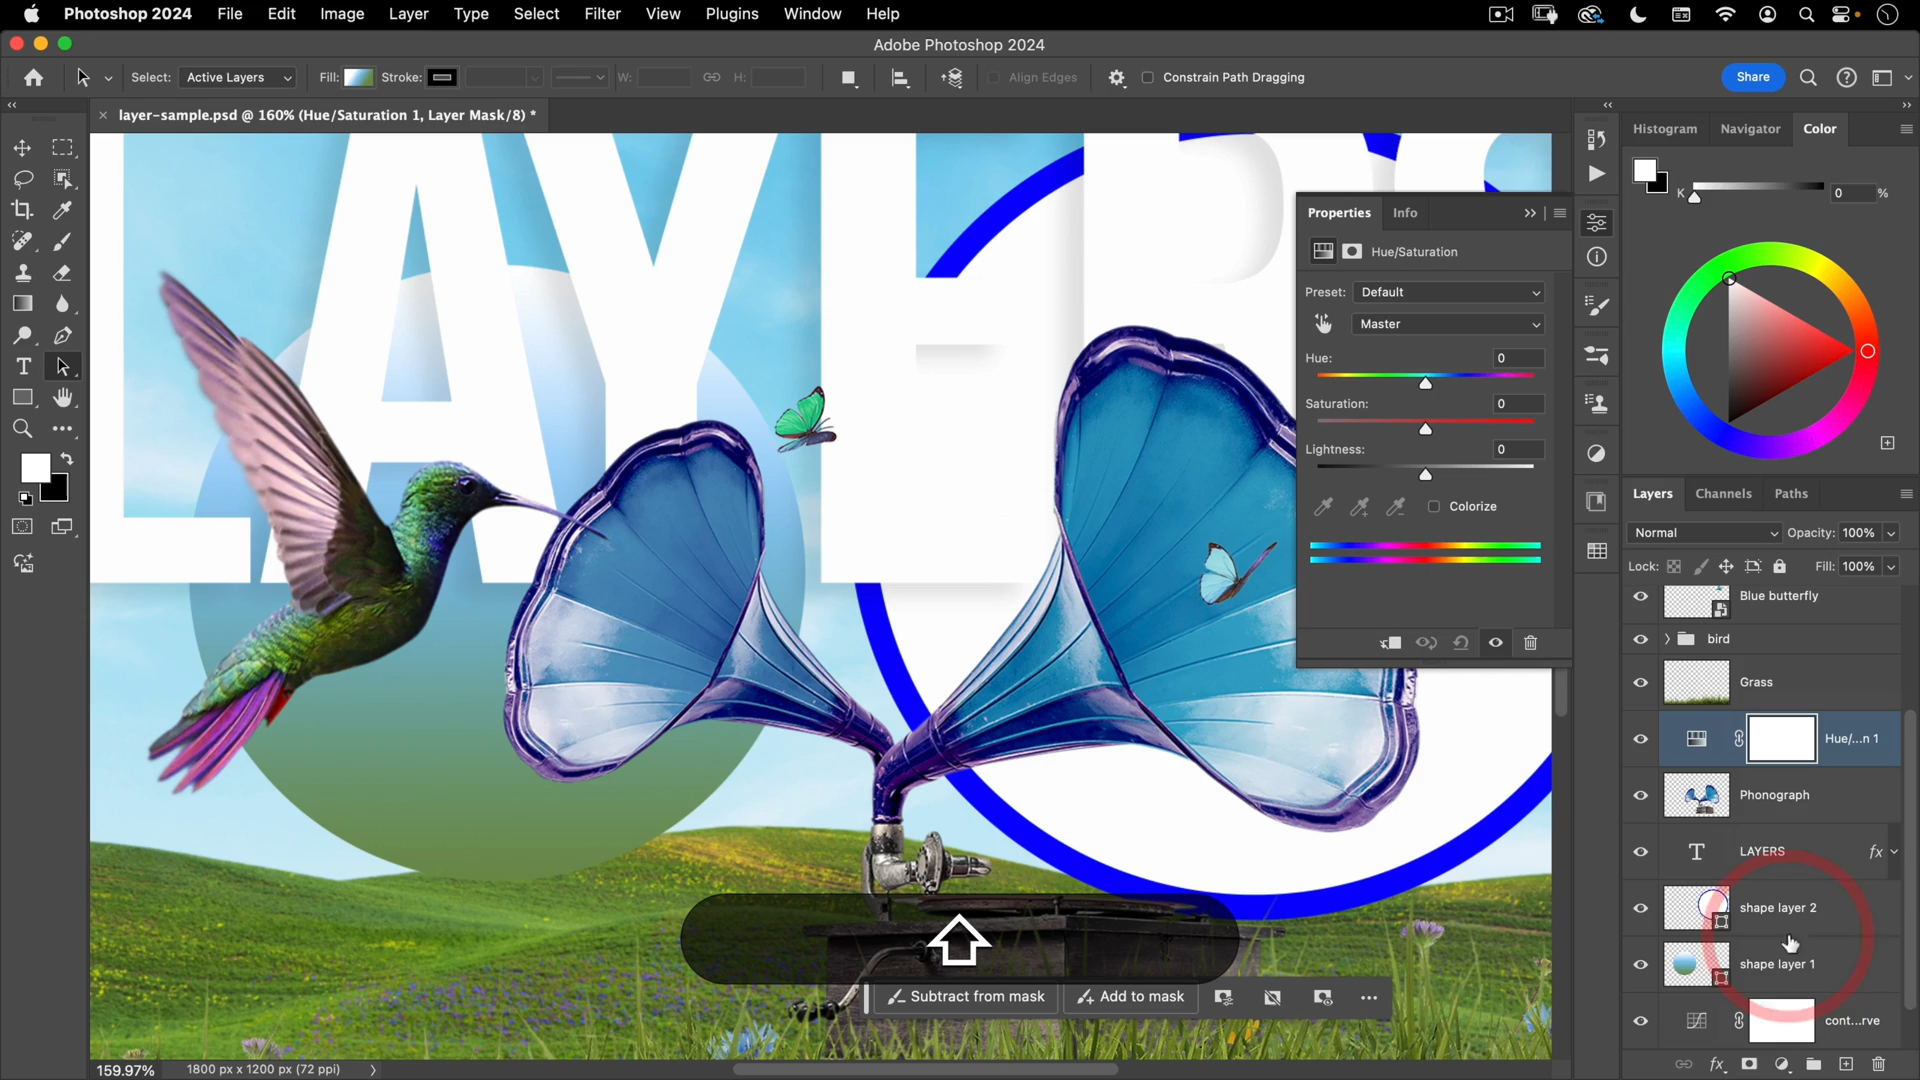 Photoshop 2024 File Edit Image Layer Type Select Filter View Plugins Window Help
Adobe Photoshop 2024
Select: Active Layers Fill: Stroke: W: H: Align Edges Constrain Path Dragging Share
layer-sample.psd @ 160% (Hue/Saturation 1, Layer Mask/8) *
Histogram Navigator Color
K 0 %
LAYERS
Properties Info
Hue/Saturation
Preset: Default
Master
Hue: 0
Saturation: 0
Lightness: 0
Colorize
Layers Channels Paths
Normal Opacity: 100%
Lock: Fill: 100%
Blue butterfly
bird
Grass
Hue/...n 1
Phonograph
T LAYERS fx
shape layer 2
shape layer 1
cont...rve
Subtract from mask Add to mask
159.97% 1800 px x 1200 px (72 ppi)
fx